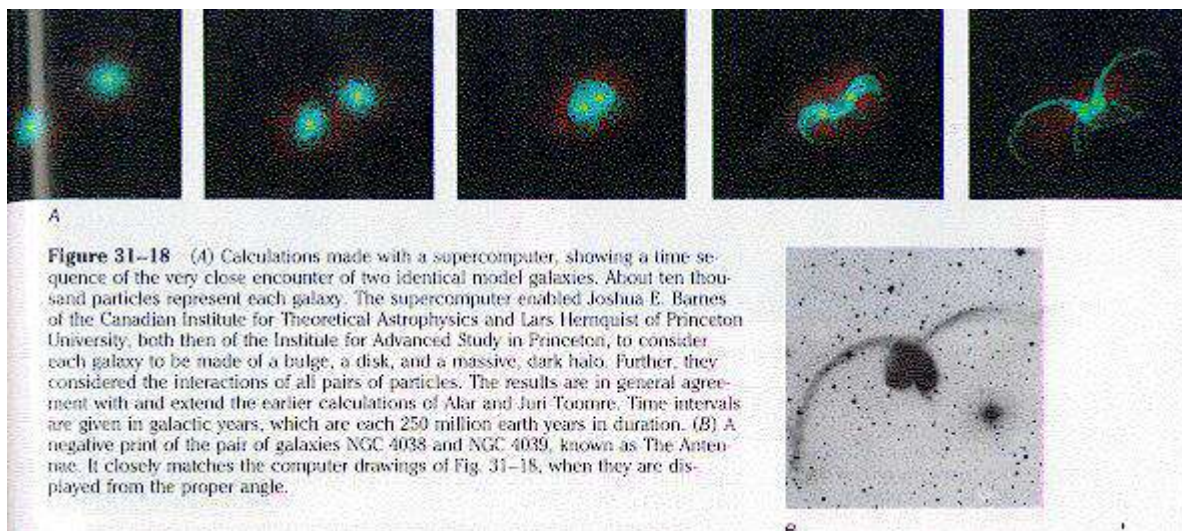 A
Figure 31–18 (A) Calculations made with a supercomputer, showing a time se-
quence of the very close encounter of two identical model galaxies. About ten thou-
sand particles represent each galaxy. The supercomputer enabled Joshua E. Barnes
of the Canadian Institute for Theoretical Astrophysics and Lars Hernquist of Princeton
University, both then of the Institute for Advanced Study in Princeton, to consider
each galaxy to be made of a bulge, a disk, and a massive, dark halo. Further, they
considered the interactions of all pairs of particles. The results are in general agree-
ment with and extend the earlier calculations of Alar and Juri Toomre. Time intervals
are given in galactic years, which are each 250 million earth years in duration. (B) A
negative print of the pair of galaxies NGC 4038 and NGC 4039, known as The Anten-
nae. It closely matches the computer drawings of Fig. 31–18, when they are dis-
played from the proper angle.